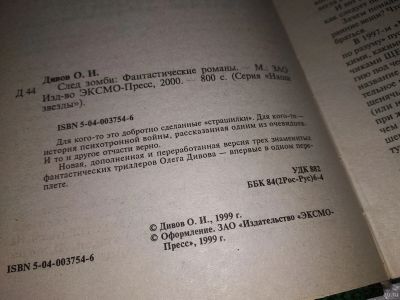 Дивов О. И.
Д 44 След зомби: Фантастические романы. — М.: ЗАО
Изд-во ЭКСМО-Пресс, 2000. — 800 с. (Серия «Наши
звезды»).
ISBN 5-04-003754-6
Для кого-то это добротно сделанные «страшилки». Для кого-то —
история психотронной войны, рассказанная одним из очевидцев.
И то и другое отчасти верно.
Новая, дополненная и переработанная версия трех знаменитых
фантастических триллеров Олега Дивова — впервые в одном пере-
плете.
УДК 882
ББК 84(2Рос-Рус)6-4
© Дивов О. И., 1999 г.
© Оформление. ЗАО «Издательство «ЭКСМО-
Пресс», 1999 г.
ISBN 5-04-003754-6
В 1997-и